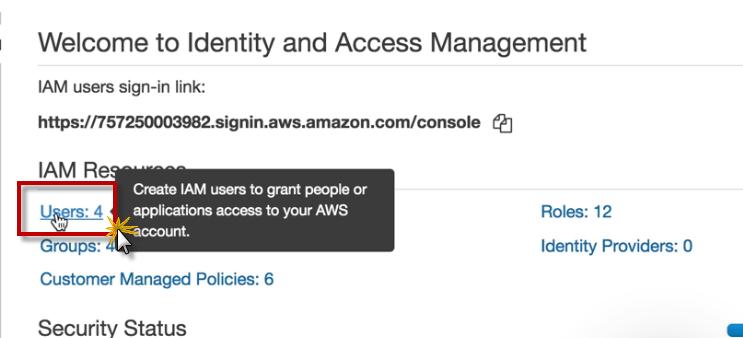 Welcome to Identity and Access Management
IAM users sign-in link:
https://757250003982.signin.aws.amazon.com/console
IAM Resources
Create IAM users to grant people or
applications access to your AWS
account.
Users: 4
Roles: 12
Groups: 4
Identity Providers: 0
Customer Managed Policies: 6
Security Status